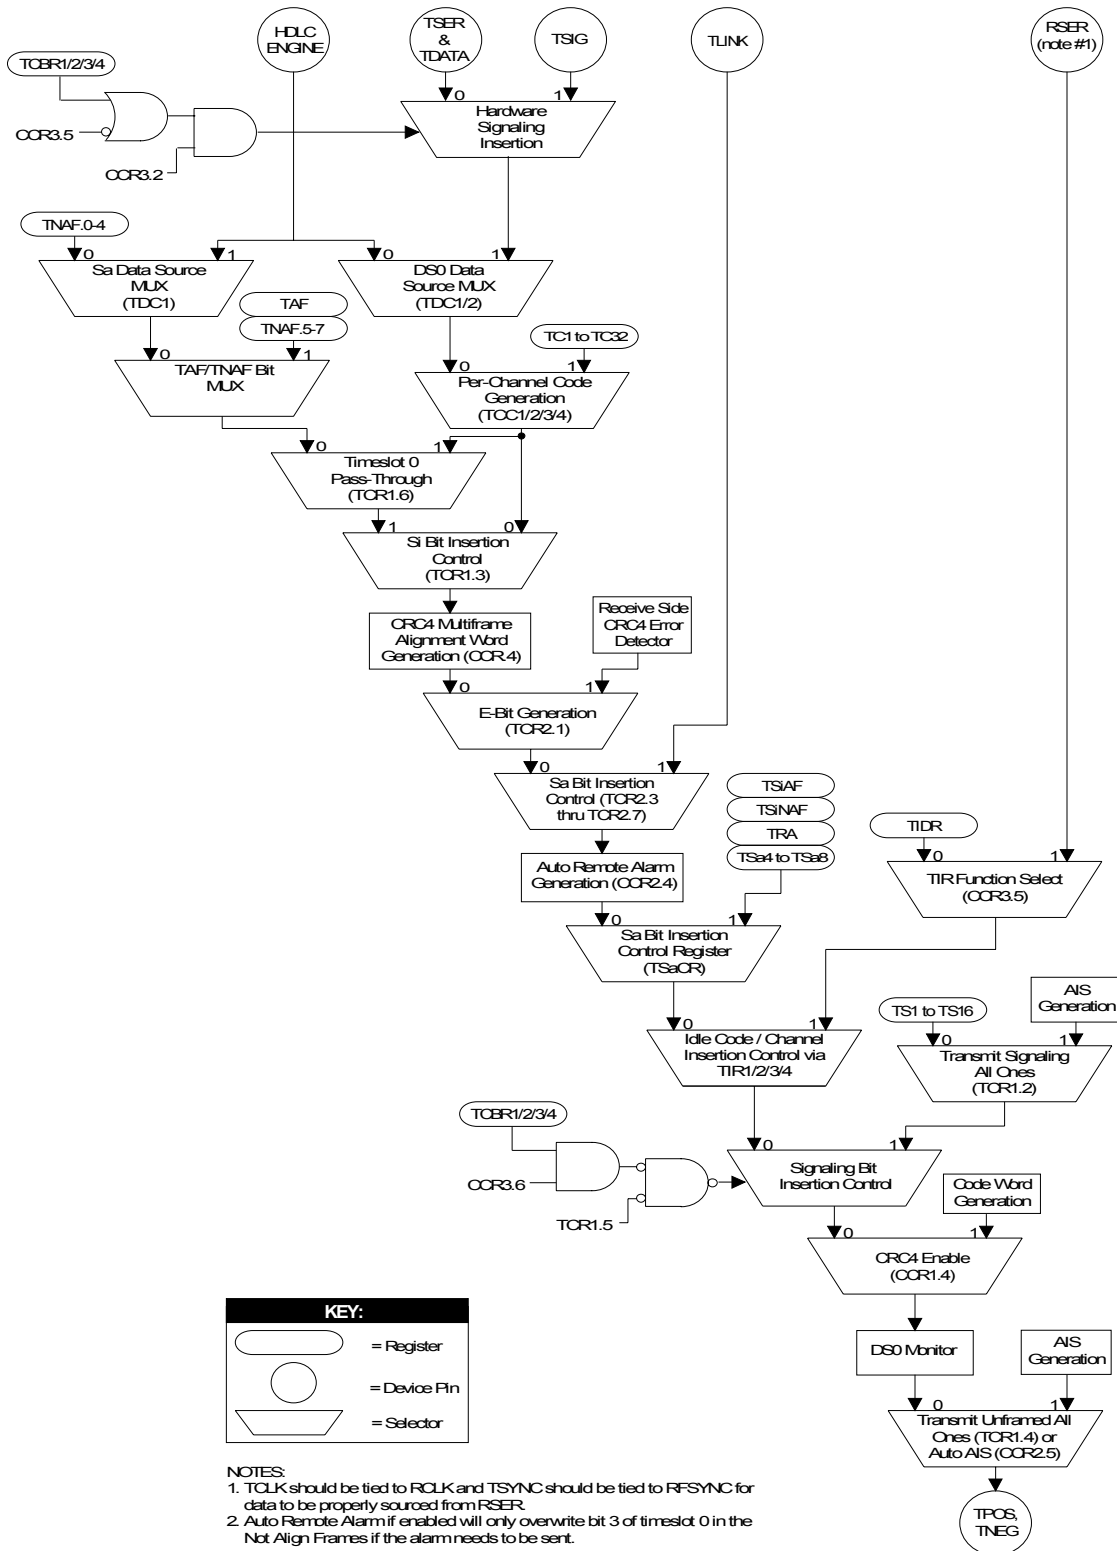 HDLC
ENGINE
TSER
&
TDATA
TSIG
TLINK
RSER
(note #1)
TCBR1/2/3/4
CCR3.5
CCR3.2
0
1
Hardware
Signaling
Insertion
TNAF.0-4
0
1
Sa Data Source
MUX
(TDC1)
0
1
DS0 Data
Source MUX
(TDC1/2)
TAF
TNAF.5-7
0
1
TAF/TNAF Bit
MUX
TC1 to TC32
0
1
Per-Channel Code
Generation
(TCC1/2/3/4)
0
1
Timeslot 0
Pass-Through
(TCR1.6)
1
0
Si Bit Insertion
Control
(TCR1.3)
CRC4 Multiframe
Alignment Word
Generation (CCR.4)
Receive Side
CRC4 Error
Detector
0
1
E-Bit Generation
(TCR2.1)
0
1
Sa Bit Insertion
Control (TCR2.3
thru TCR2.7)
TSiAF
TSiNAF
TRA
TSa4 to TSa8
Auto Remote Alarm
Generation (CCR2.4)
0
1
Sa Bit Insertion
Control Register
(TSaCR)
TIDR
0
1
TIR Function Select
(CCR3.5)
0
1
Idle Code / Channel
Insertion Control via
TIR1/2/3/4
TS1 to TS16
AIS
Generation
0
1
Transmit Signaling
All Ones
(TCR1.2)
TCBR1/2/3/4
CCR3.6
TCR1.5
0
1
Signaling Bit
Insertion Control
Code Word
Generation
0
1
CRC4 Enable
(CCR1.4)
DS0 Monitor
AIS
Generation
0
1
Transmit Unframed All
Ones (TCR1.4) or
Auto AIS (CCR2.5)
TPOS,
TNEG
KEY:
= Register
= Device Pin
= Selector
NOTES:
1. TCLK should be tied to RCLK and TSYNC should be tied to RFSYNC for
data to be properly sourced from RSER.
2. Auto Remote Alarm if enabled will only overwrite bit 3 of timeslot 0 in the
Not Align Frames if the alarm needs to be sent.